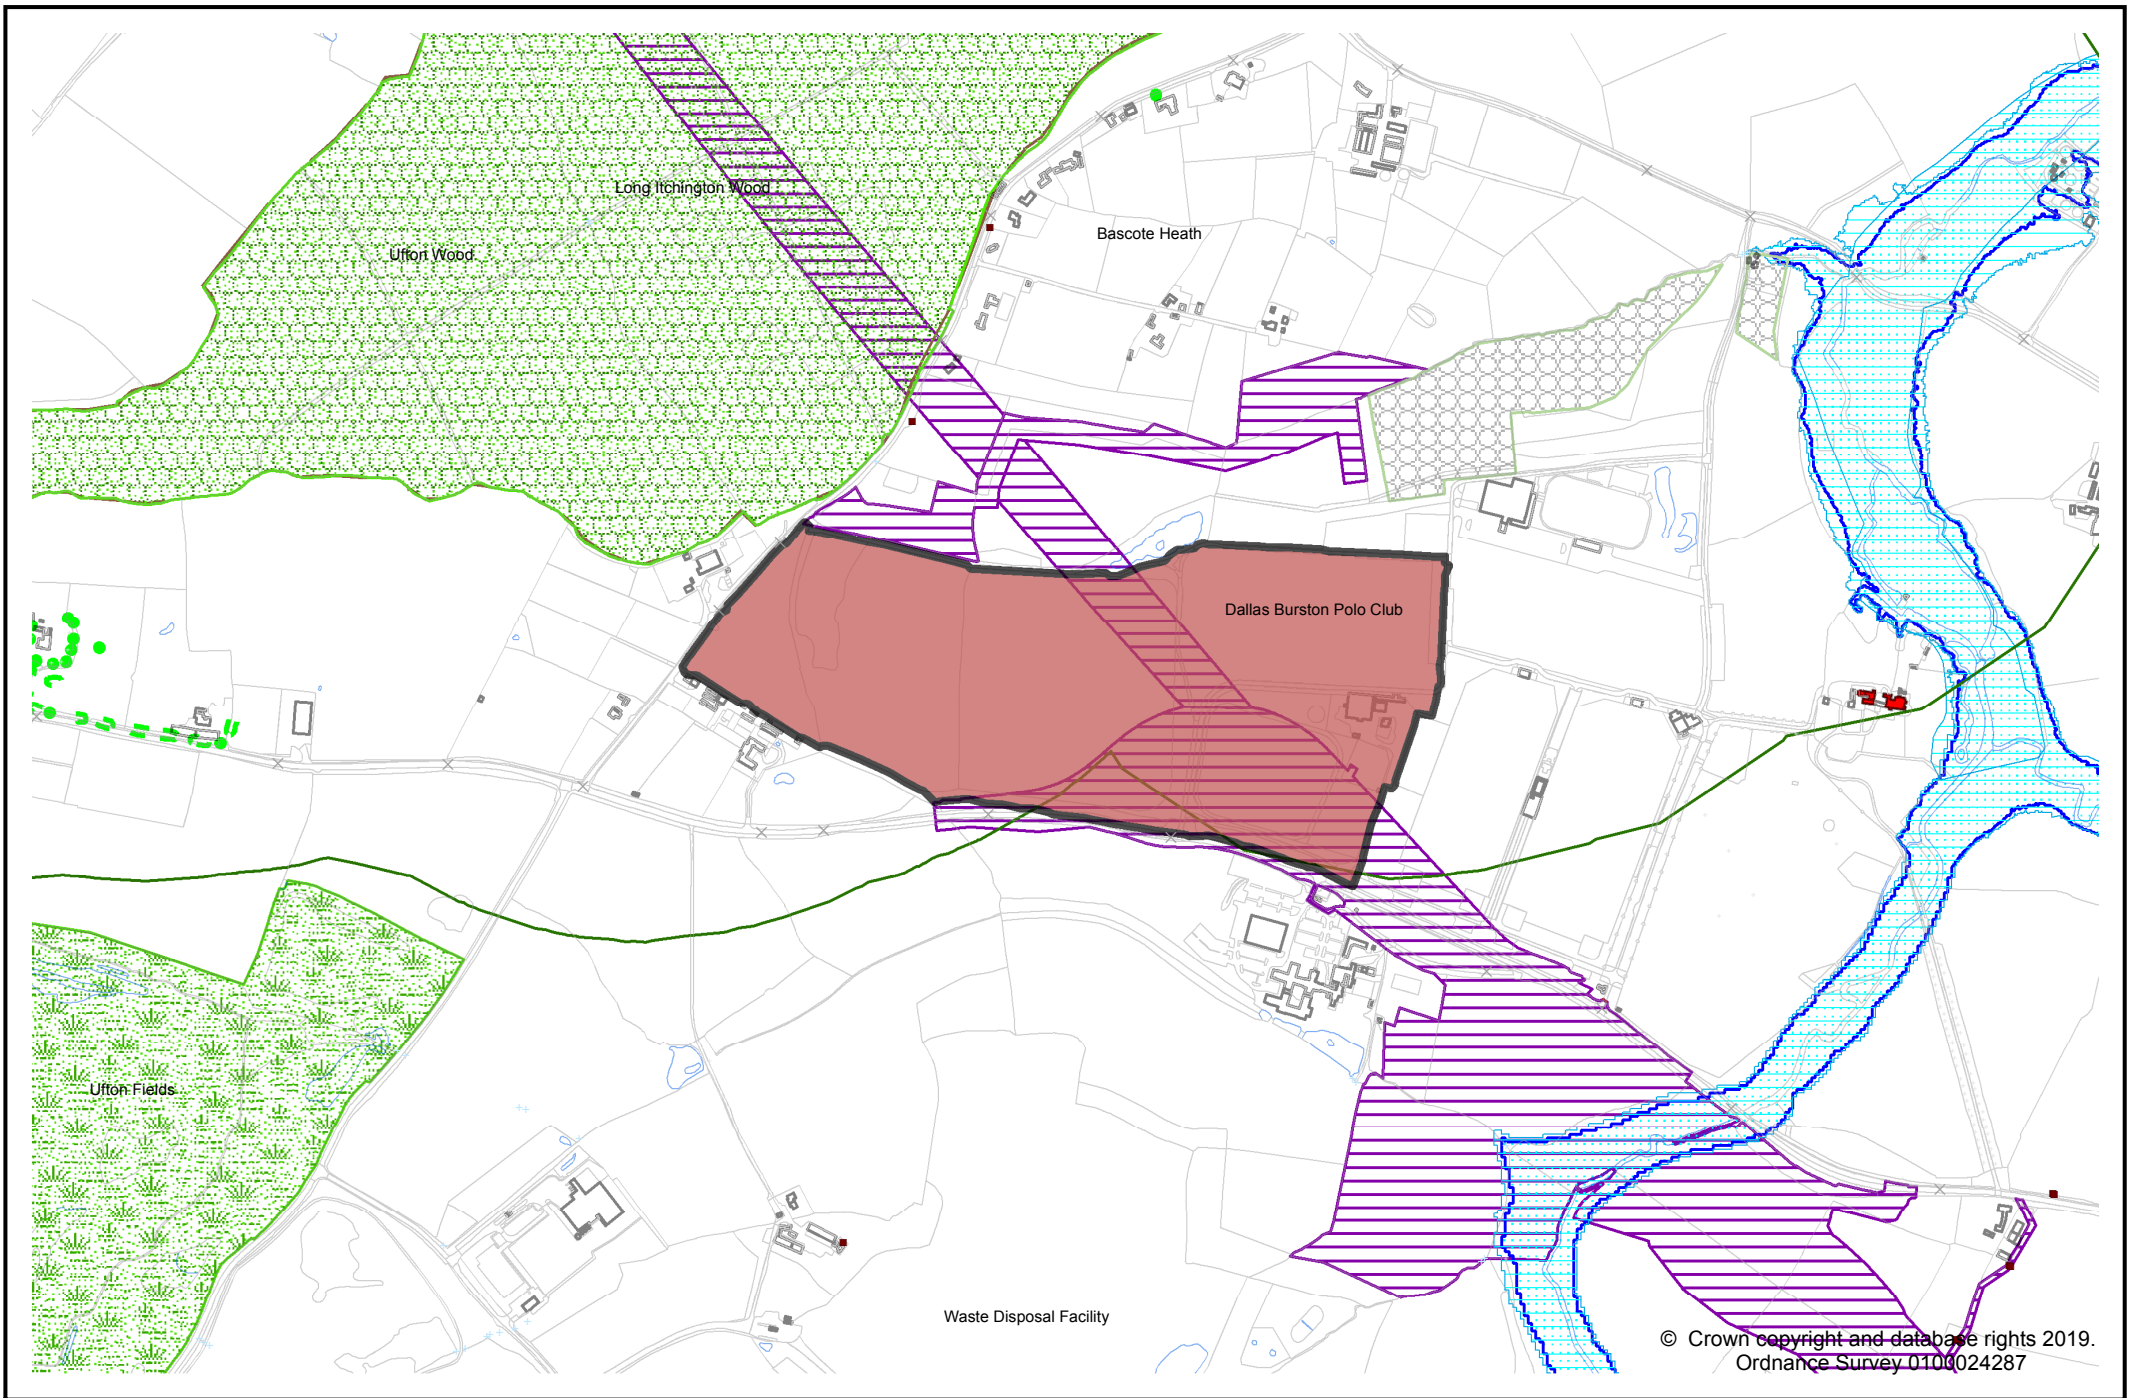 Long Itchington Wood
Bascote Heath
Ufton Wood
Dallas Burston Polo Club
Ufton Fields
Waste Disposal Facility
© Crown copyright and database rights 2019.
Ordnance Survey 0100024287